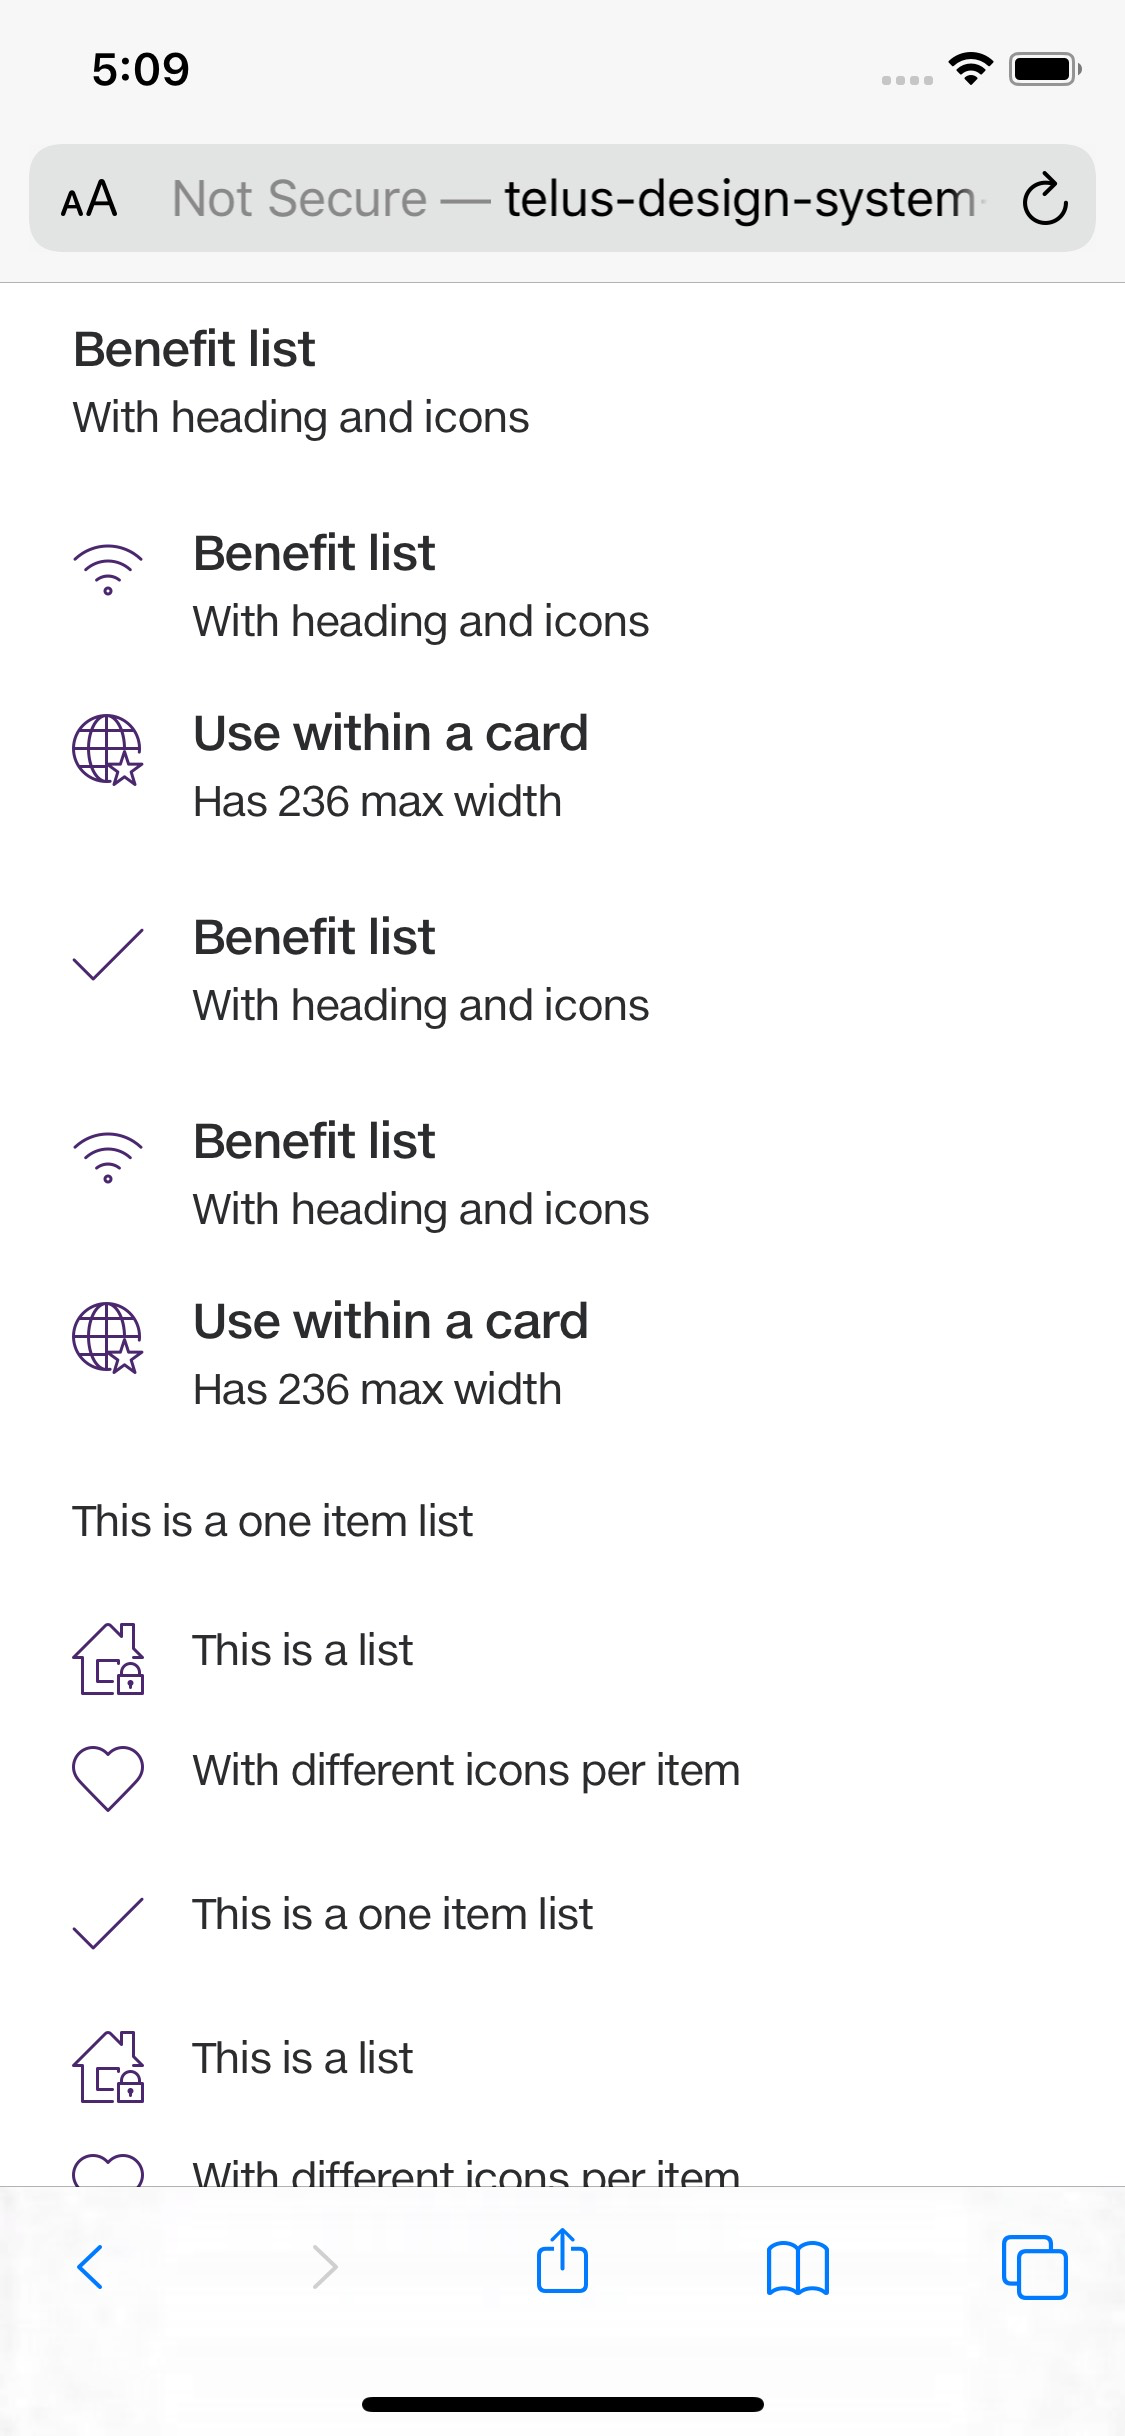 5:09
AA Not Secure — telus-design-system
Benefit list
With heading and icons
Benefit list
With heading and icons
Use within a card
Has 236 max width
Benefit list
With heading and icons
Benefit list
With heading and icons
Use within a card
Has 236 max width
This is a one item list
This is a list
With different icons per item
This is a one item list
This is a list
With different icons per item